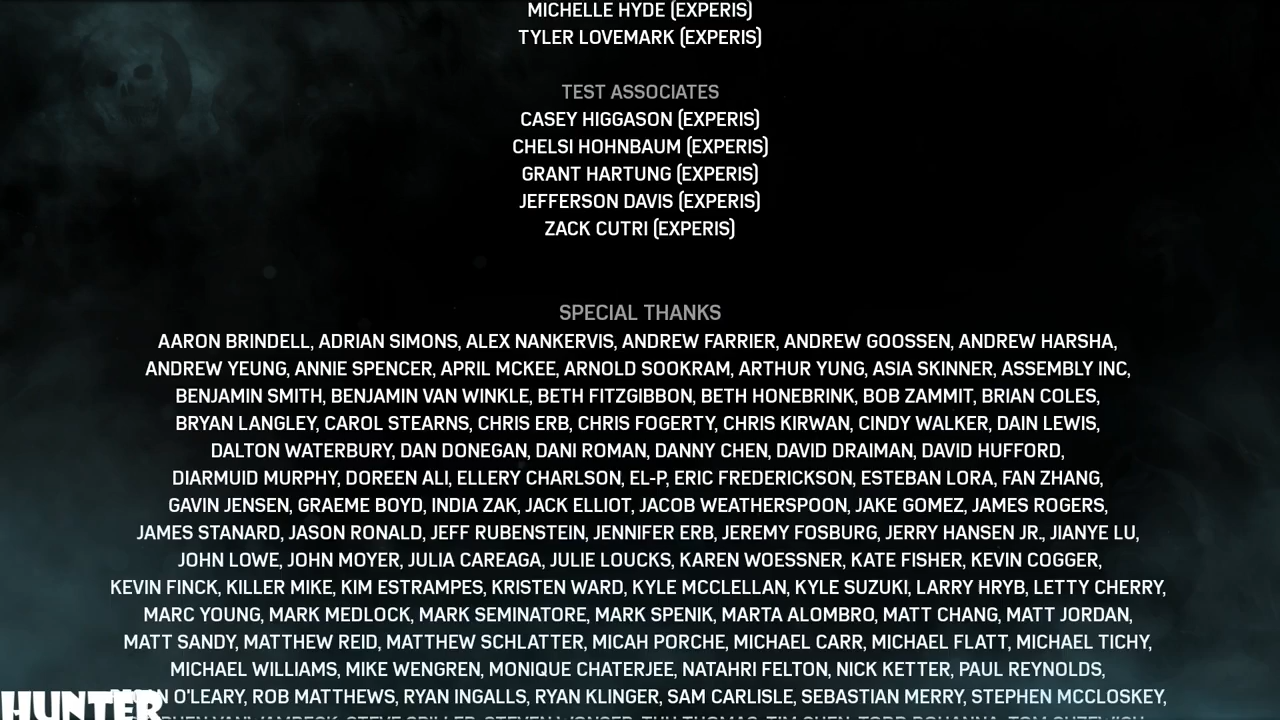 MICHELLE HYDE (EXPERIS)
TYLER LOVEMARK (EXPERIS)
TEST ASSOCIATES
CASEY HIGGASON (EXPERIS)
CHELSI HOHNBAUM (EXPERIS)
GRANT HARTUNG (EXPERIS)
JEFFERSON DAVIS (EXPERIS)
ZACK CUTRI (EXPERIS)
SPECIAL THANKS
AARON BRINDELL, ADRIAN SIMONS, ALEX NANKERVIS, ANDREW FARRIER, ANDREW GOOSSEN, ANDREW HARSHA,
ANDREW YEUNG, ANNIE SPENCER, APRIL MCKEE, ARNOLD SOOKRAM, ARTHUR YUNG, ASIA SKINNER, ASSEMBLY INC,
BENJAMIN SMITH, BENJAMIN VAN WINKLE, BETH FITZGIBBON, BETH HONEBRINK, BOB ZAMMIT, BRIAN COLES,
BRYAN LANGLEY, CAROL STEARNS, CHRIS ERB, CHRIS FOGERTY, CHRIS KIRWAN, CINDY WALKER, DAIN LEWIS,
DALTON WATERBURY, DAN DONEGAN, DANI ROMAN, DANNY CHEN, DAVID DRAIMAN, DAVID HUFFORD,
DIARMUID MURPHY, DOREEN ALI, ELLERY CHARLSON, EL-P, ERIC FREDERICKSON, ESTEBAN LORA, FAN ZHANG,
GAVIN JENSEN, GRAEME BOYD, INDIA ZAK, JACK ELLIOT, JACOB WEATHERSPOON, JAKE GOMEZ, JAMES ROGERS,
JAMES STANARD, JASON RONALD, JEFF RUBENSTEIN, JENNIFER ERB, JEREMY FOSBURG, JERRY HANSEN JR., JIANYE LU,
JOHN LOWE, JOHN MOYER, JULIA CAREAGA, JULIE LOUCKS, KAREN WOESSNER, KATE FISHER, KEVIN COGGER,
KEVIN FINCK, KILLER MIKE, KIM ESTRAMPES, KRISTEN WARD, KYLE MCCLELLAN, KYLE SUZUKI, LARRY HRYB, LETTY CHERRY,
MARC YOUNG, MARK MEDLOCK, MARK SEMINATORE, MARK SPENIK, MARTA ALOMBRO, MATT CHANG, MATT JORDAN,
MATT SANDY, MATTHEW REID, MATTHEW SCHLATTER, MICAH PORCHE, MICHAEL CARR, MICHAEL FLATT, MICHAEL TICHY,
MICHAEL WILLIAMS, MIKE WENGREN, MONIQUE CHATERJEE, NATAHRI FELTON, NICK KETTER, PAUL REYNOLDS,
O'LEARY, ROB MATTHEWS, RYAN INGALLS, RYAN KLINGER, SAM CARLISLE, SEBASTIAN MERRY, STEPHEN MCCLOSKEY,
HUNTER